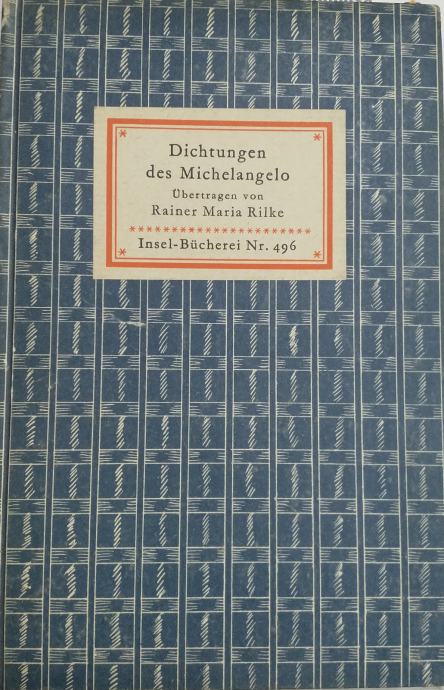 Dichtungen
des Michelangelo
Übertragen von
Rainer Maria Rilke
Insel-Bücherei Nr. 496